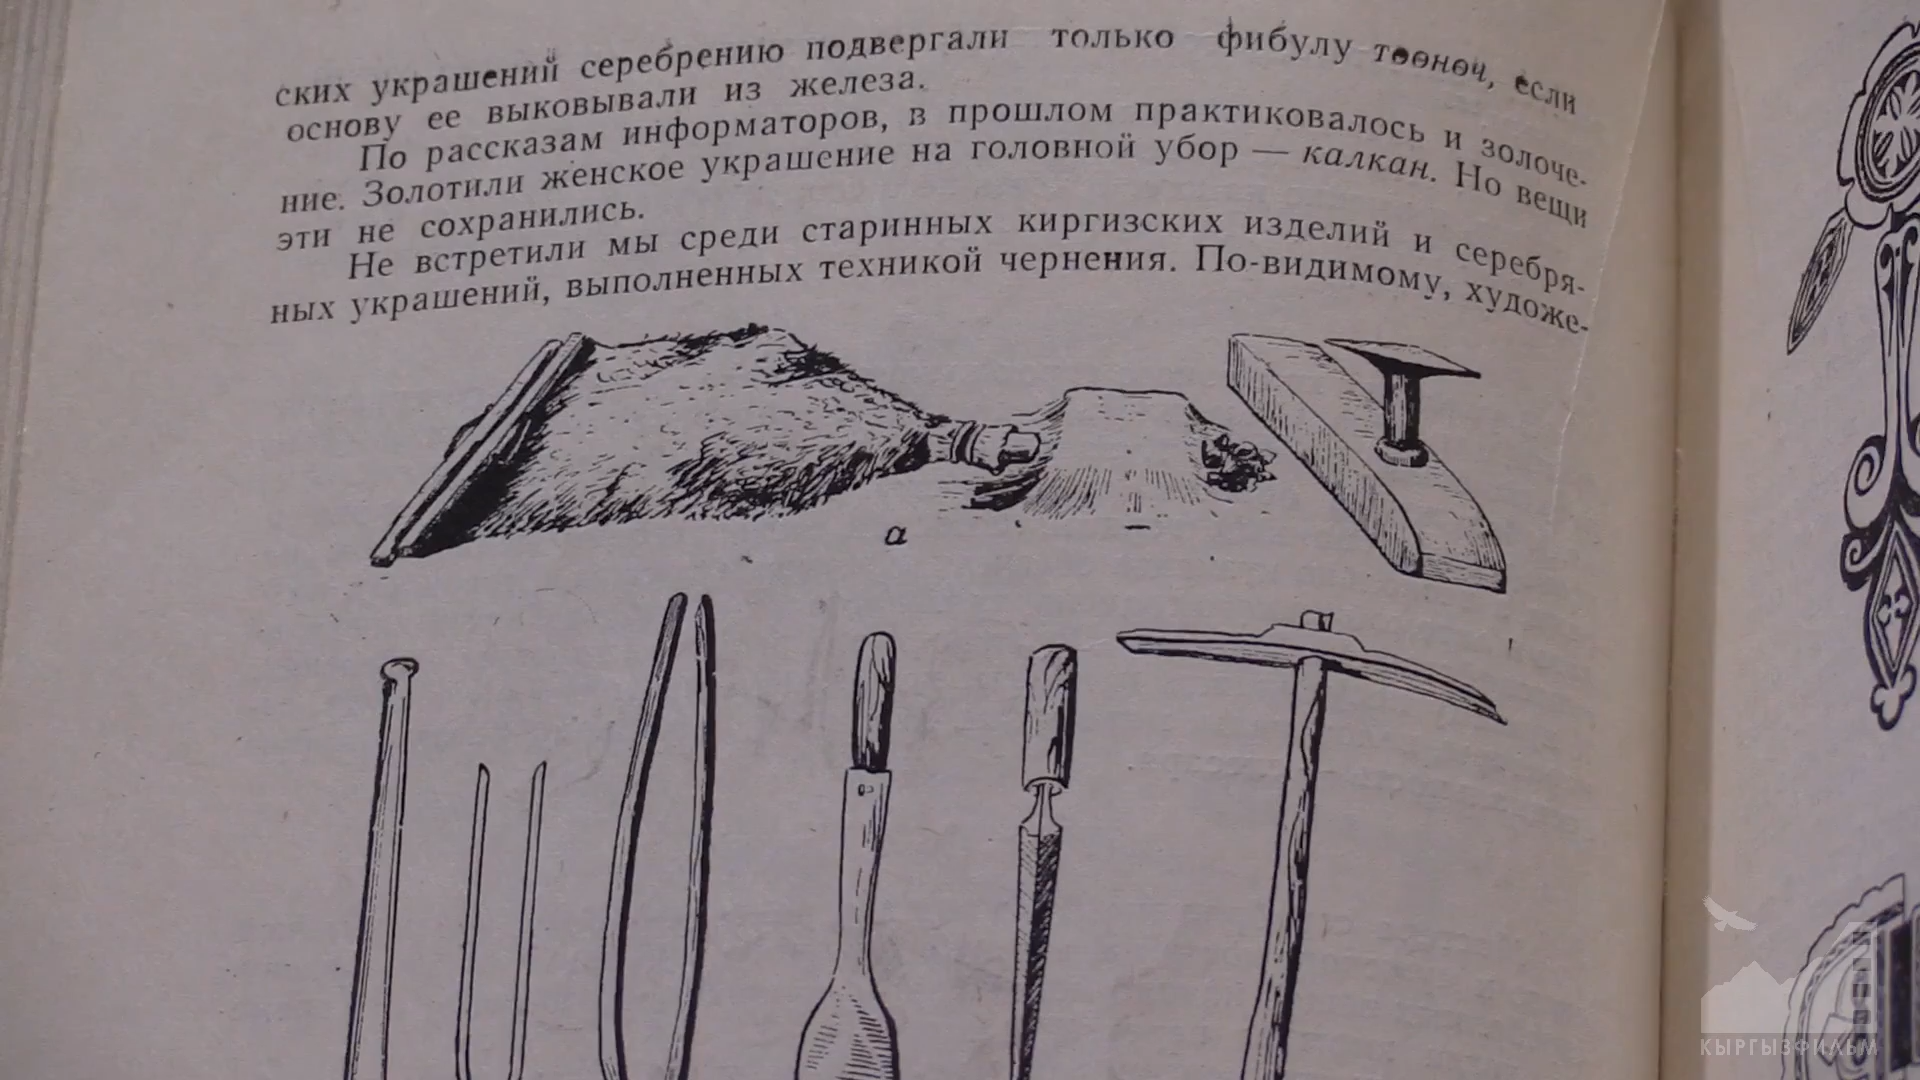 ских украшений серебрению подвергали только фибулу төөнөч, если
основу ее выковывали из железа.
По рассказам информаторов, в прошлом практиковалось и золоче-
ние. Золотили женское украшение на головной убор — калкан. Но вещи
эти не сохранились.
Не встретили мы среди старинных киргизских изделий и серебря-
ных украшений, выполненных техникой чернения. По-видимому, художе-
а
КЫРГЫЗФИЛЬМ